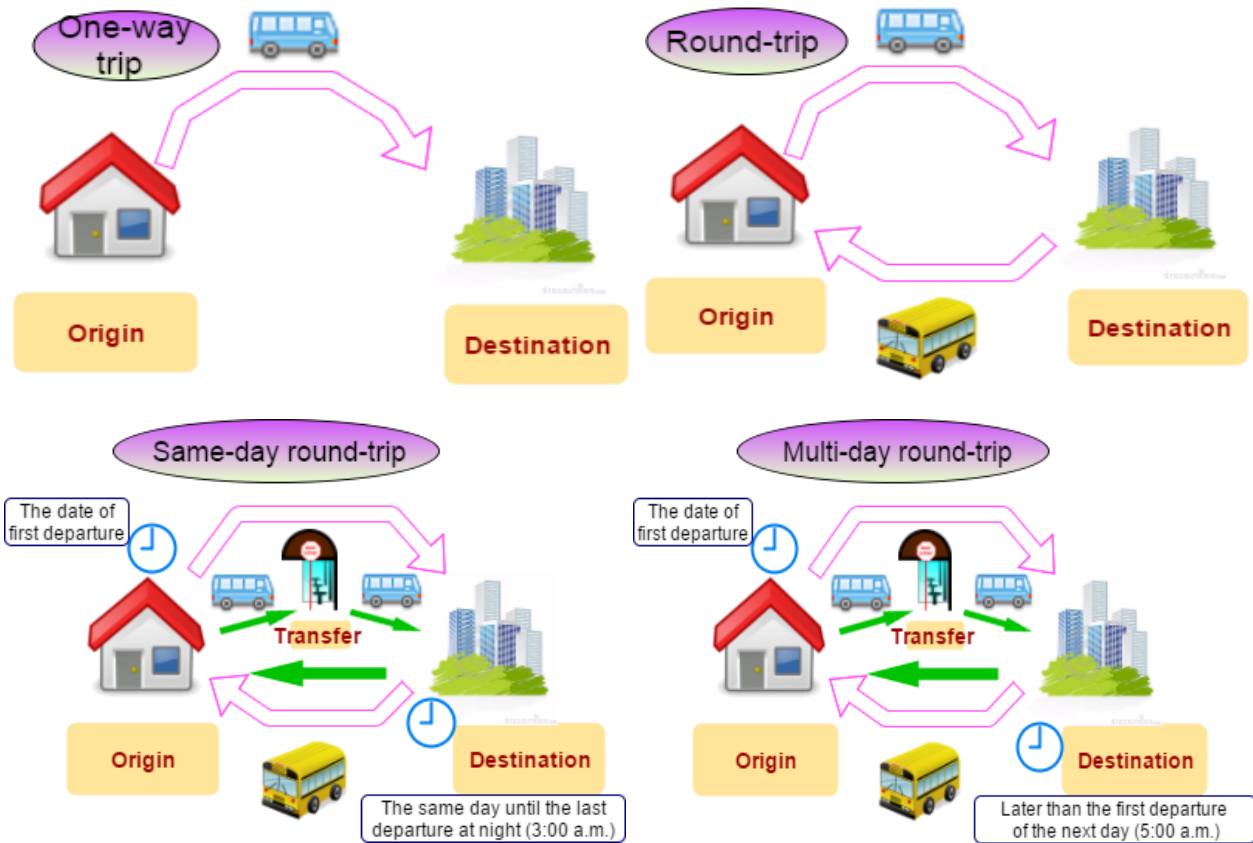 One-way
trip
Origin
Destination
Round-trip
Origin
Destination
Same-day round-trip
The date of
first departure
Transfer
Origin
Destination
The same day until the last
departure at night (3:00 a.m.)
Multi-day round-trip
The date of
first departure
Transfer
Origin
Destination
Later than the first departure
of the next day (5:00 a.m.)